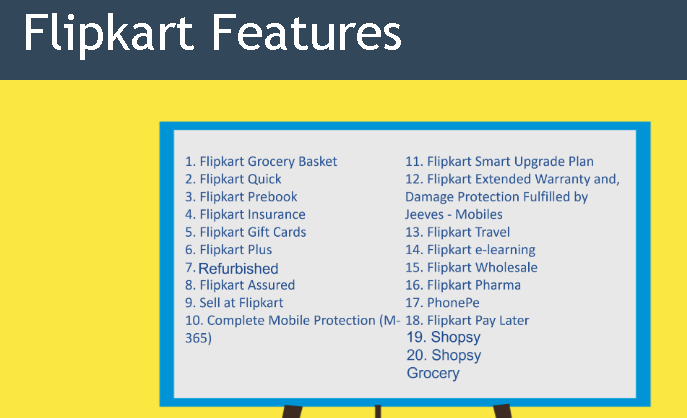 Flipkart Features
1. Flipkart Grocery Basket
2. Flipkart Quick
3. Flipkart Prebook
4. Flipkart Insurance
5. Flipkart Gift Cards
6. Flipkart Plus
7. Refurbished
8. Flipkart Assured
9. Sell at Flipkart
10. Complete Mobile Protection (M-
365)
11. Flipkart Smart Upgrade Plan
12. Flipkart Extended Warranty and,
Damage Protection Fulfilled by
Jeeves - Mobiles
13. Flipkart Travel
14. Flipkart e-learning
15. Flipkart Wholesale
16. Flipkart Pharma
17. PhonePe
18. Flipkart Pay Later
19. Shopsy
20. Shopsy
Grocery